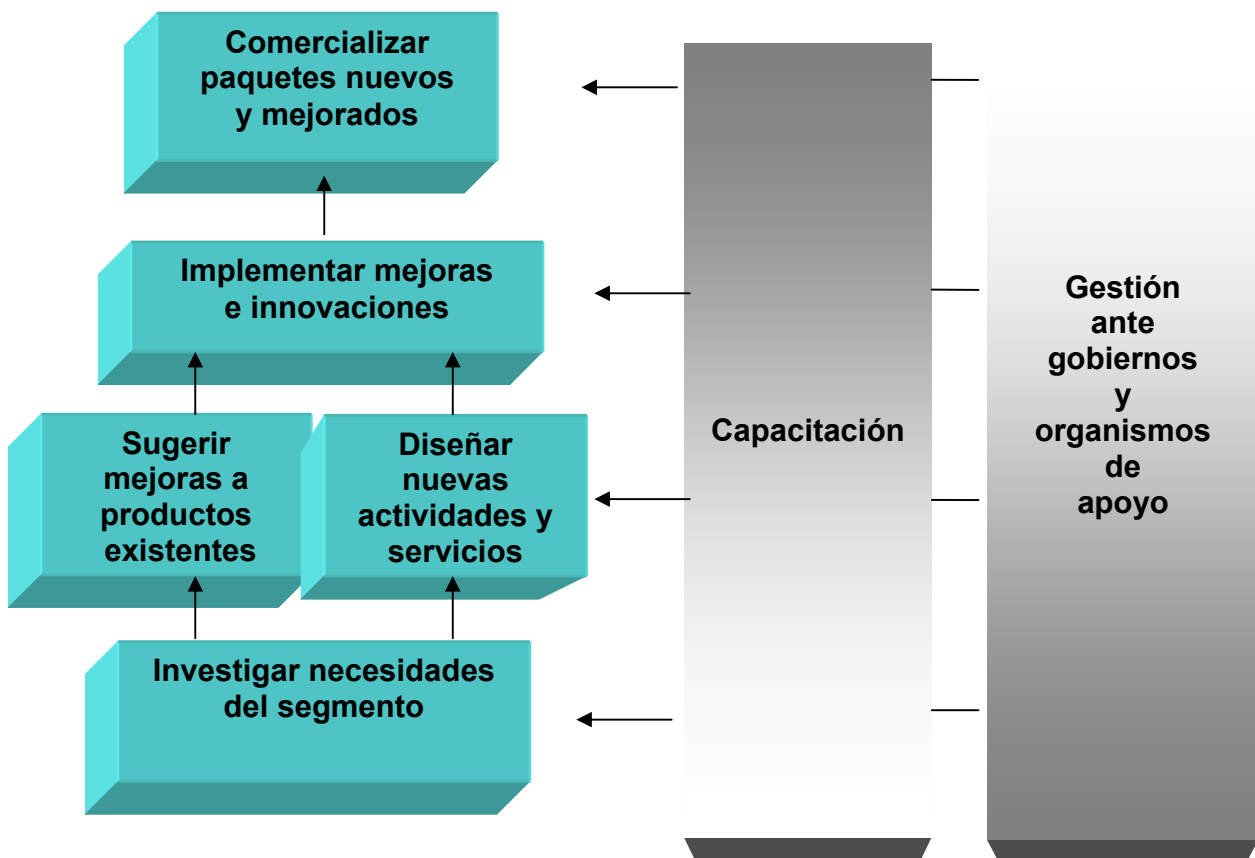 Comercializar
paquetes nuevos
y mejorados
Implementar mejoras
e innovaciones
Sugerir
mejoras a
productos
existentes
Diseñar
nuevas
actividades y
servicios
Investigar necesidades
del segmento
Capacitación
Gestión
ante
gobiernos
y
organismos
de
apoyo